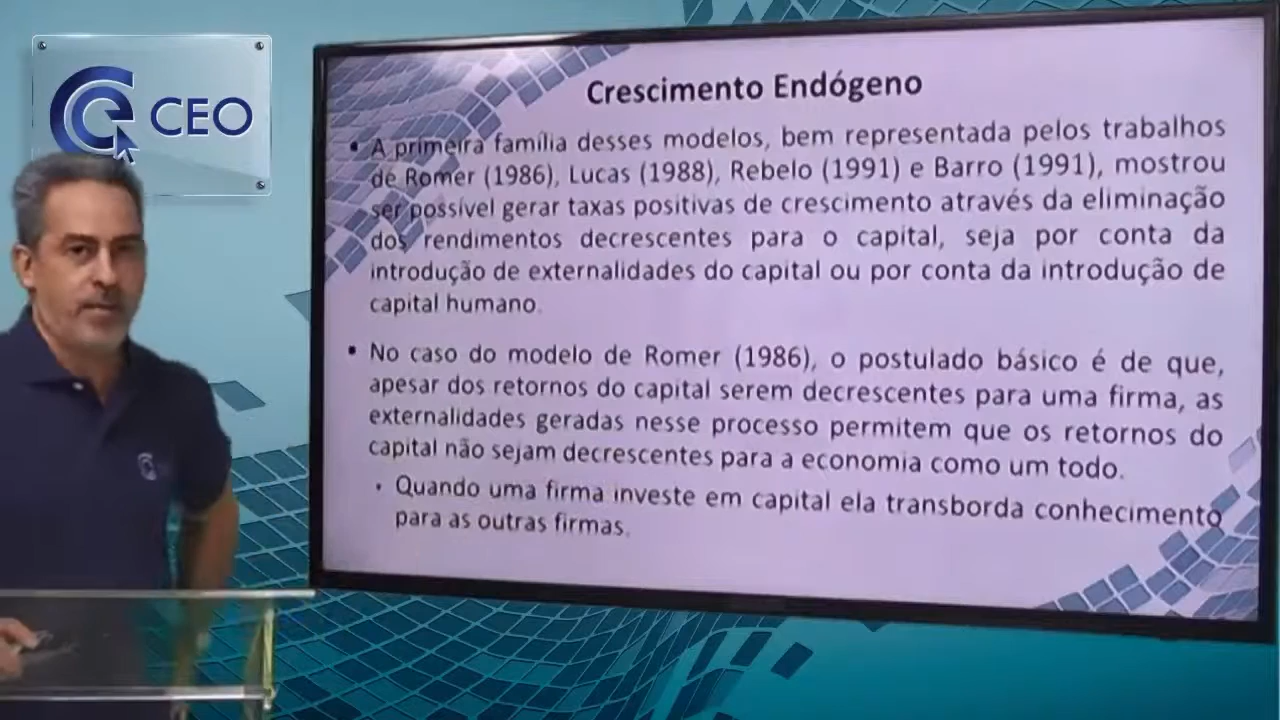 CEO
Crescimento Endógeno
• A primeira família desses modelos, bem representada pelos trabalhos
de Romer (1986), Lucas (1988), Rebelo (1991) e Barro (1991), mostrou
ser possível gerar taxas positivas de crescimento através da eliminação
dos rendimentos decrescentes para o capital, seja por conta da
introdução de externalidades do capital ou por conta da introdução de
capital humano.
• No caso do modelo de Romer (1986), o postulado básico é de que,
apesar dos retornos do capital serem decrescentes para uma firma, as
externalidades geradas nesse processo permitem que os retornos do
capital não sejam decrescentes para a economia como um todo.
• Quando uma firma investe em capital ela transborda conhecimento
para as outras firmas.